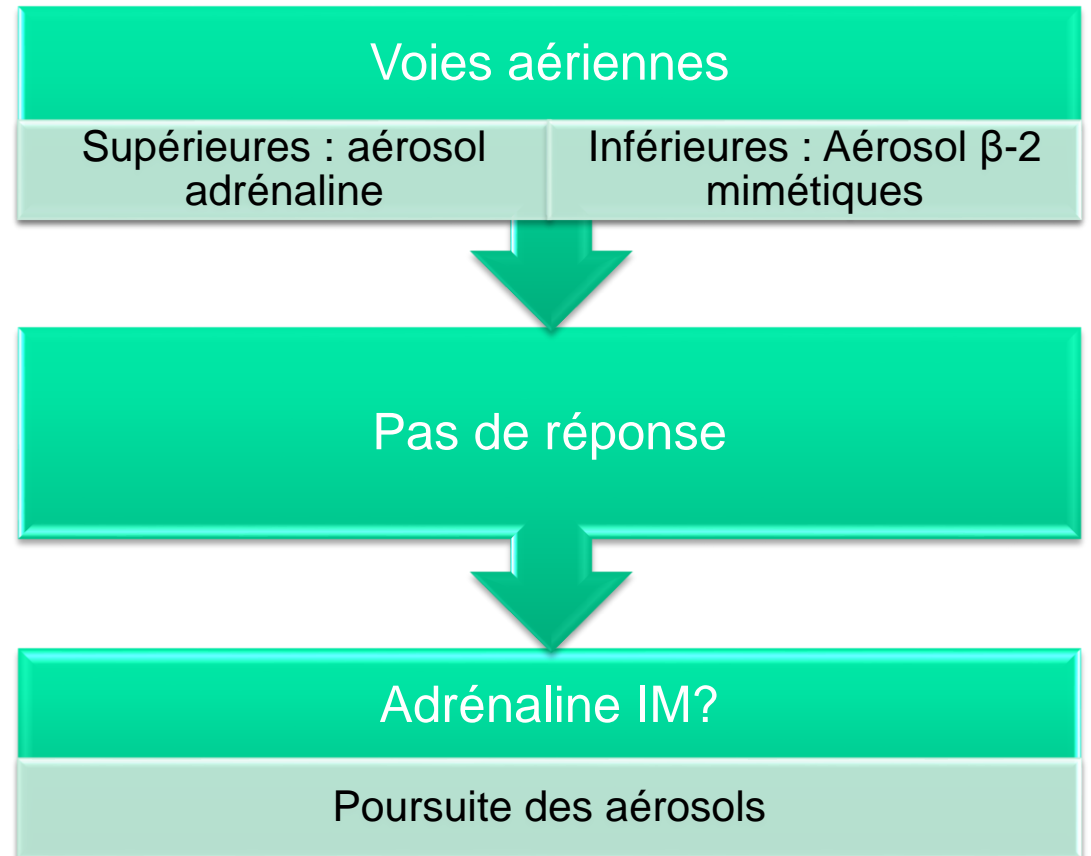 Voies aériennes
Supérieures : aérosol
adrénaline
Inférieures : Aérosol β-2
mimétiques
Pas de réponse
Adrénaline IM?
Poursuite des aérosols